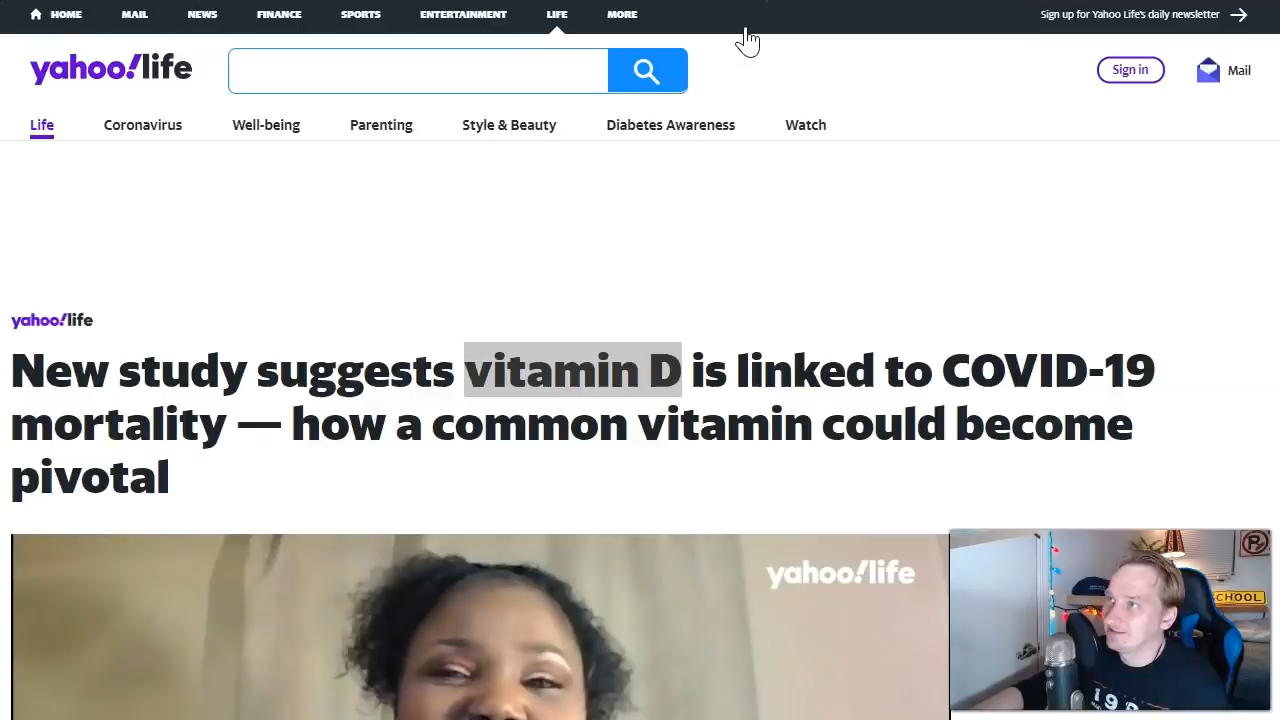 HOME MAIL NEWS FINANCE SPORTS ENTERTAINMENT LIFE MORE Sign up for Yahoo Life's daily newsletter
yahoo!life Sign in Mail
Life Coronavirus Well-being Parenting Style & Beauty Diabetes Awareness Watch
yahoo!life
New study suggests vitamin D is linked to COVID-19
mortality — how a common vitamin could become
pivotal
yahoo!life
SCHOOL